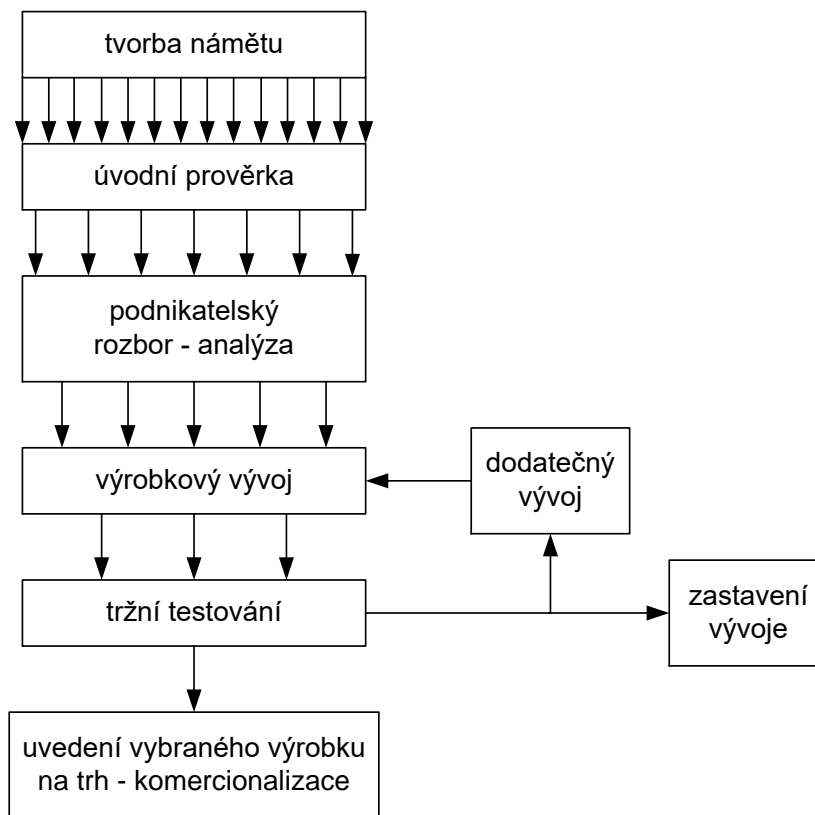 tvorba námětu
úvodní prověrka
podnikatelský
rozbor - analýza
výrobkový vývoj
dodatečný
vývoj
tržní testování
zastavení
vývoje
uvedení vybraného výrobku
na trh - komercionalizace